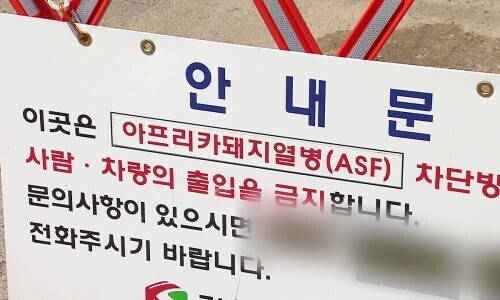 안내문
이곳은 아프리카돼지열병(ASF) 차단방
사람·차량의 출입을 금지합니다.
문의사항이 있으시면
전화주시기 바랍니다.